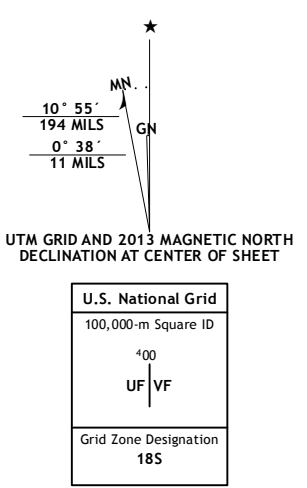 ★
MN
10° 55´
194 MILS
GN
0° 38´
11 MILS
UTM GRID AND 2013 MAGNETIC NORTH
DECLINATION AT CENTER OF SHEET
U.S. National Grid
100,000-m Square ID
⁴00
UF VF
Grid Zone Designation
18S